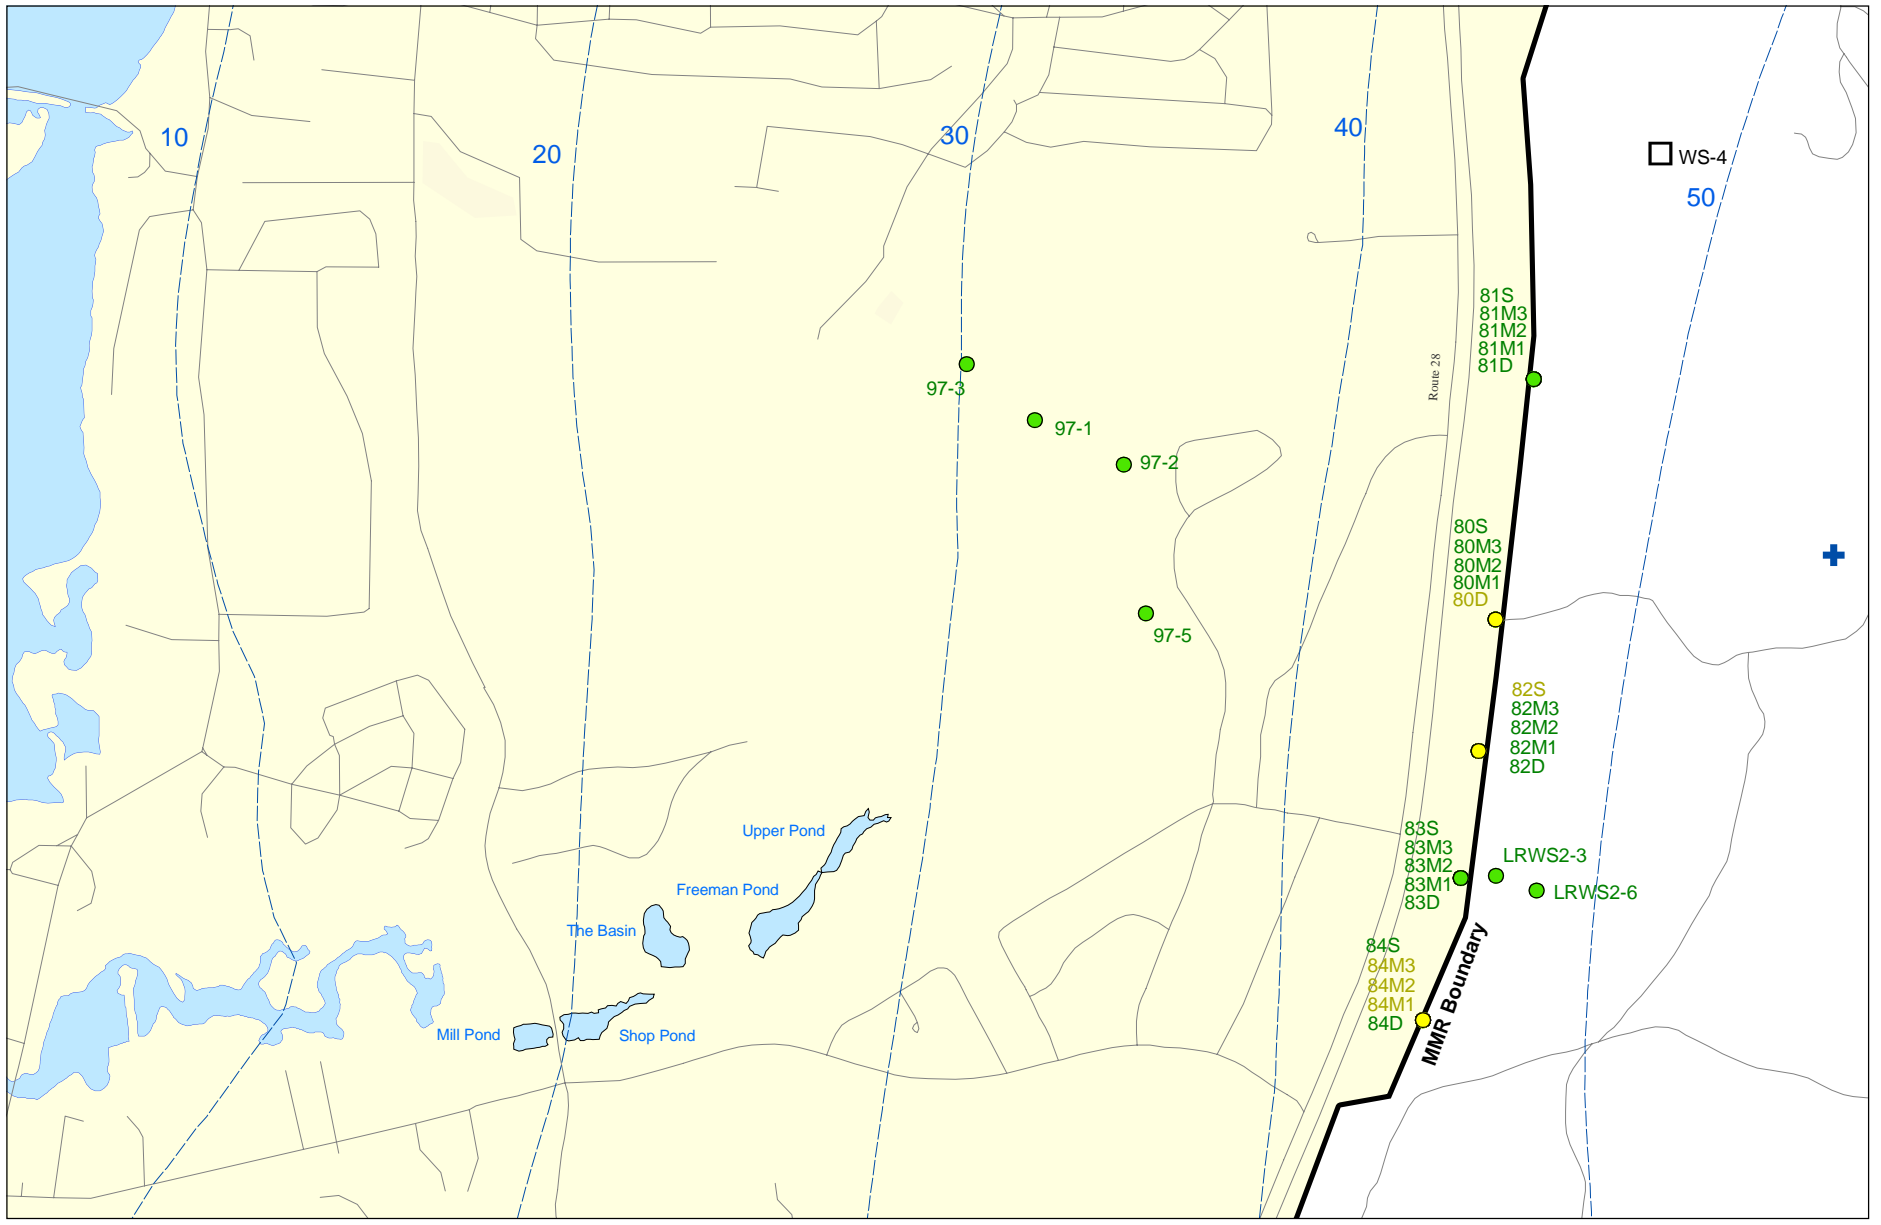 10
20
30
40
WS-4
50
81S
81M3
81M2
81M1
81D
Route 28
97-3
97-1
97-2
80S
80M3
80M2
80M1
80D
97-5
82S
82M3
82M2
82M1
82D
Upper Pond
83S
83M3
83M2
83M1
83D
LRWS2-3
LRWS2-6
Freeman Pond
The Basin
84S
84M3
84M2
84M1
84D
MMR Boundary
Mill Pond
Shop Pond